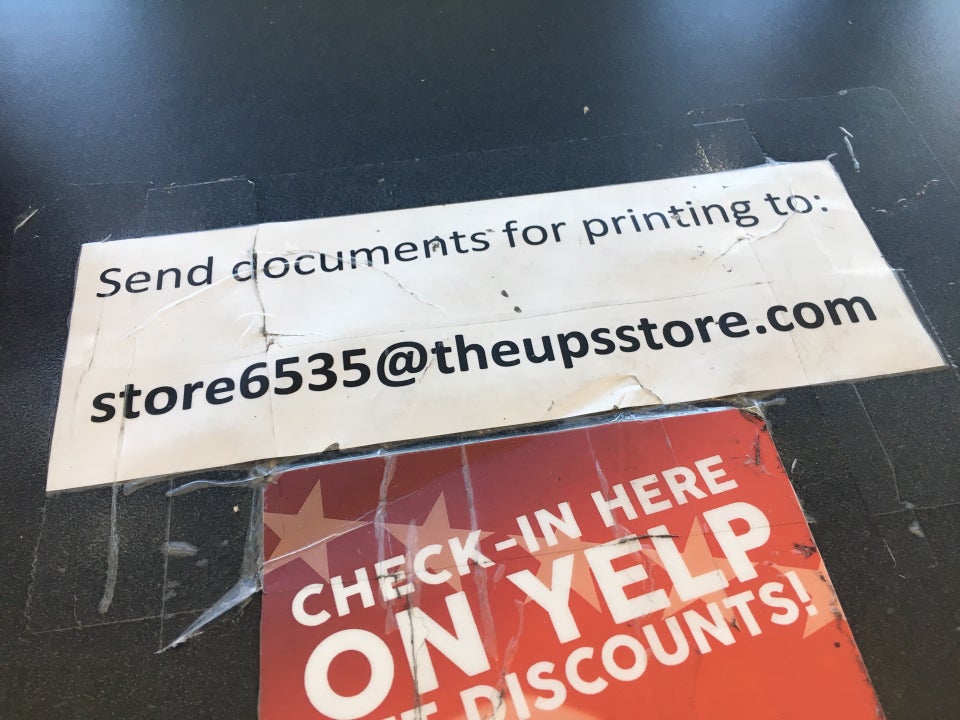 Send documents for printing to:
store6535@theupsstore.com
CHECK-IN HERE
ON YELP
DISCOUNTS!